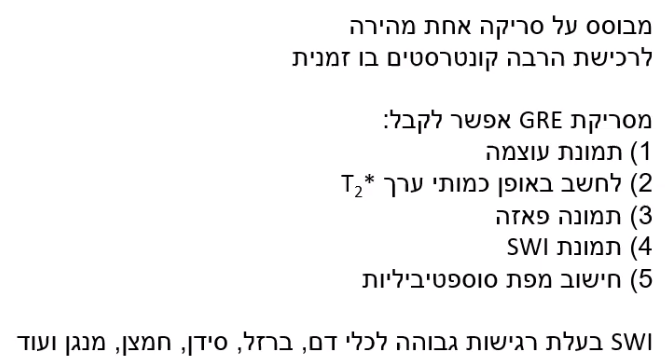 מבוסס על סריקה אחת מהירה
לרכישת הרבה קונטרסטים בו זמנית
מסריקת GRE אפשר לקבל:
1) תמונת עוצמה
2) לחשב באופן כמותי ערך T₂*
3) תמונה פאזה
4) תמונת SWI
5) חישוב מפת סוספטיביליות
SWI בעלת רגישות גבוהה לכלי דם, ברזל, סידן, חמצן, מנגן ועוד